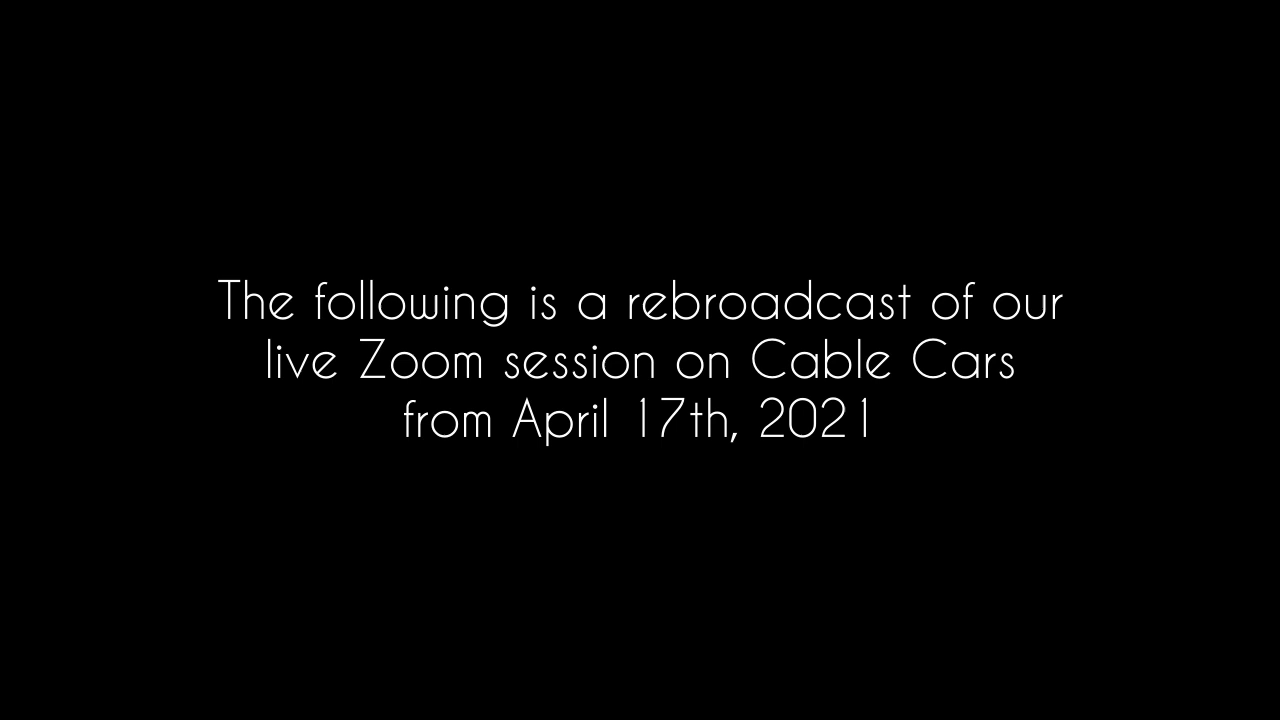 The following is a rebroadcast of our
live Zoom session on Cable Cars
from April 17th, 2021